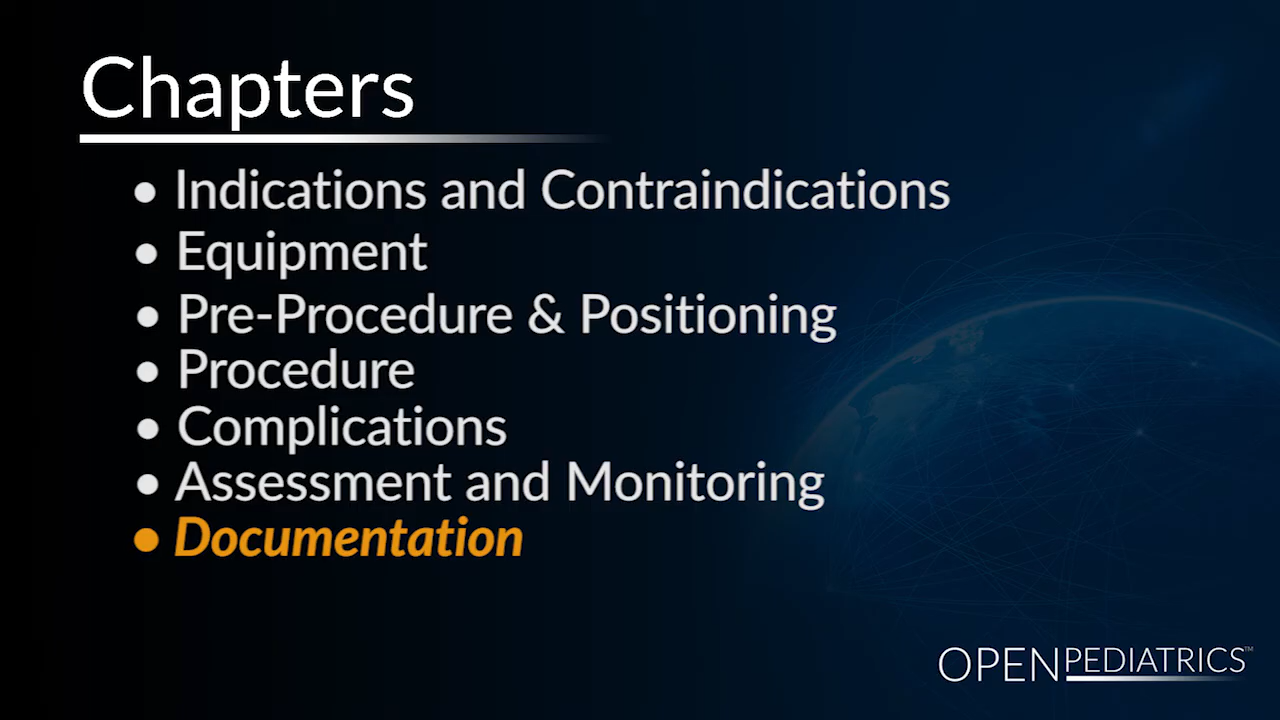 Chapters
• Indications and Contraindications
• Equipment
• Pre-Procedure & Positioning
• Procedure
• Complications
• Assessment and Monitoring
• Documentation
OPENPEDIATRICS™